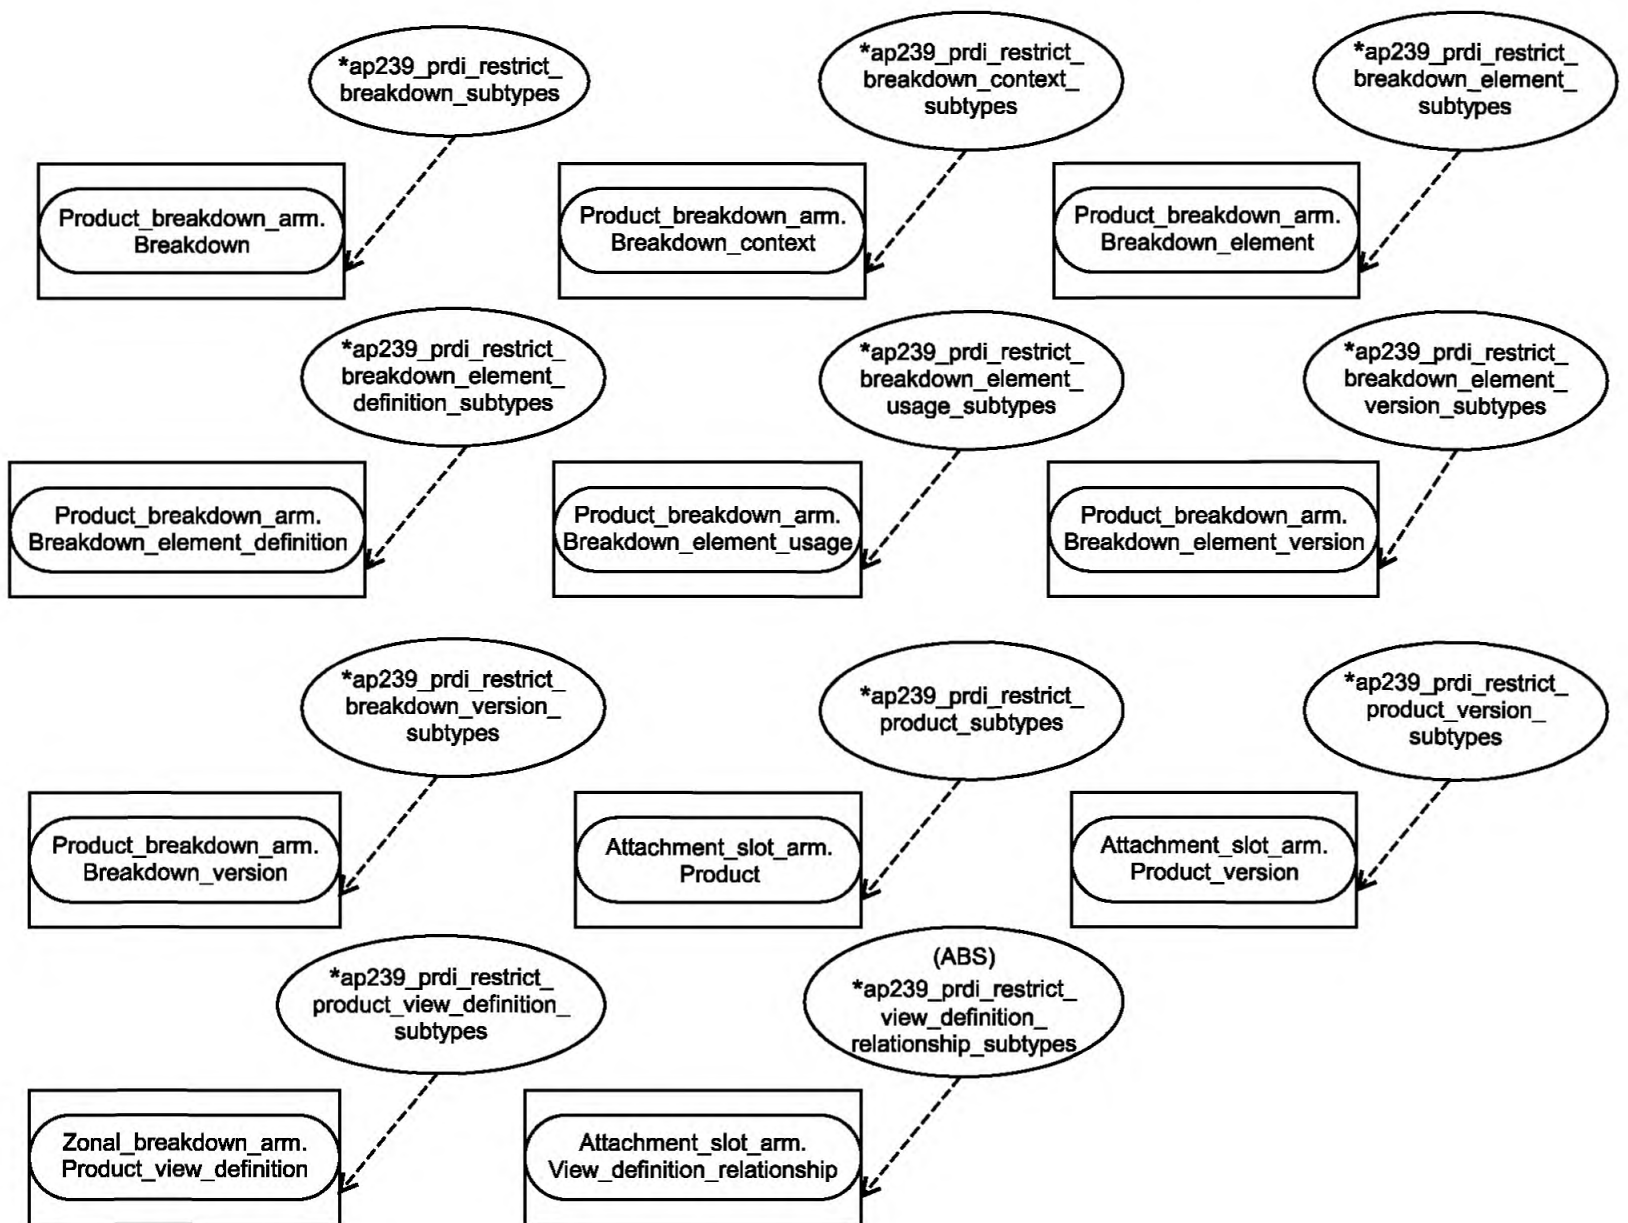 *ap239_prdi_restrict_
breakdown_subtypes
*ap239_prdi_restrict_
breakdown_context_
subtypes
*ap239_prdi_restrict_
breakdown_element_
subtypes
Product_breakdown_arm.
Breakdown
Product_breakdown_arm.
Breakdown_context
Product_breakdown_arm.
Breakdown_element
*ap239_prdi_restrict_
breakdown_element_
definition_subtypes
*ap239_prdi_restrict_
breakdown_element_
usage_subtypes
*ap239_prdi_restrict_
breakdown_element_
version_subtypes
Product_breakdown_arm.
Breakdown_element_definition
Product_breakdown_arm.
Breakdown_element_usage
Product_breakdown_arm.
Breakdown_element_version
*ap239_prdi_restrict_
breakdown_version_
subtypes
*ap239_prdi_restrict_
product_subtypes
*ap239_prdi_restrict_
product_version_
subtypes
Product_breakdown_arm.
Breakdown_version
Attachment_slot_arm.
Product
Attachment_slot_arm.
Product_version
*ap239_prdi_restrict_
product_view_definition_
subtypes
(ABS)
*ap239_prdi_restrict_
view_definition_
relationship_subtypes
Zonal_breakdown_arm.
Product_view_definition
Attachment_slot_arm.
View_definition_relationship